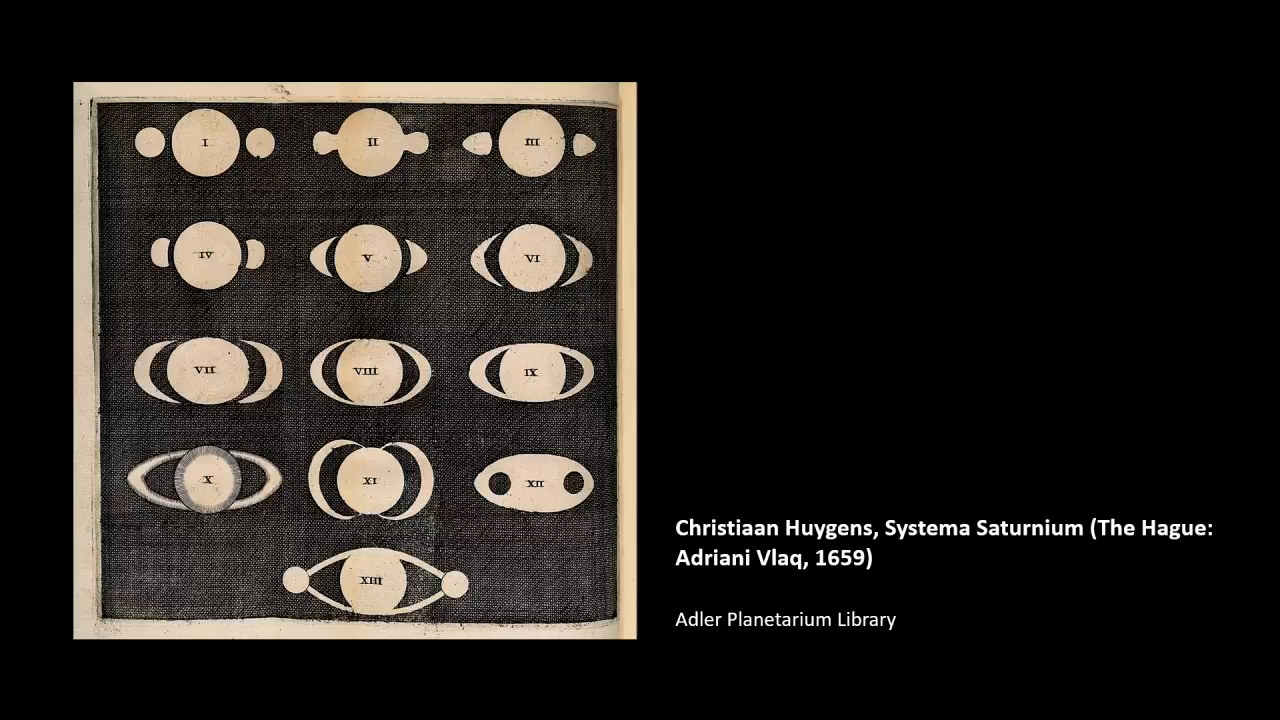 I II III
IV V VI
VII VIII IX
X XI XII
XIII
Christiaan Huygens, Systema Saturnium (The Hague:
Adriani Vlaq, 1659)
Adler Planetarium Library